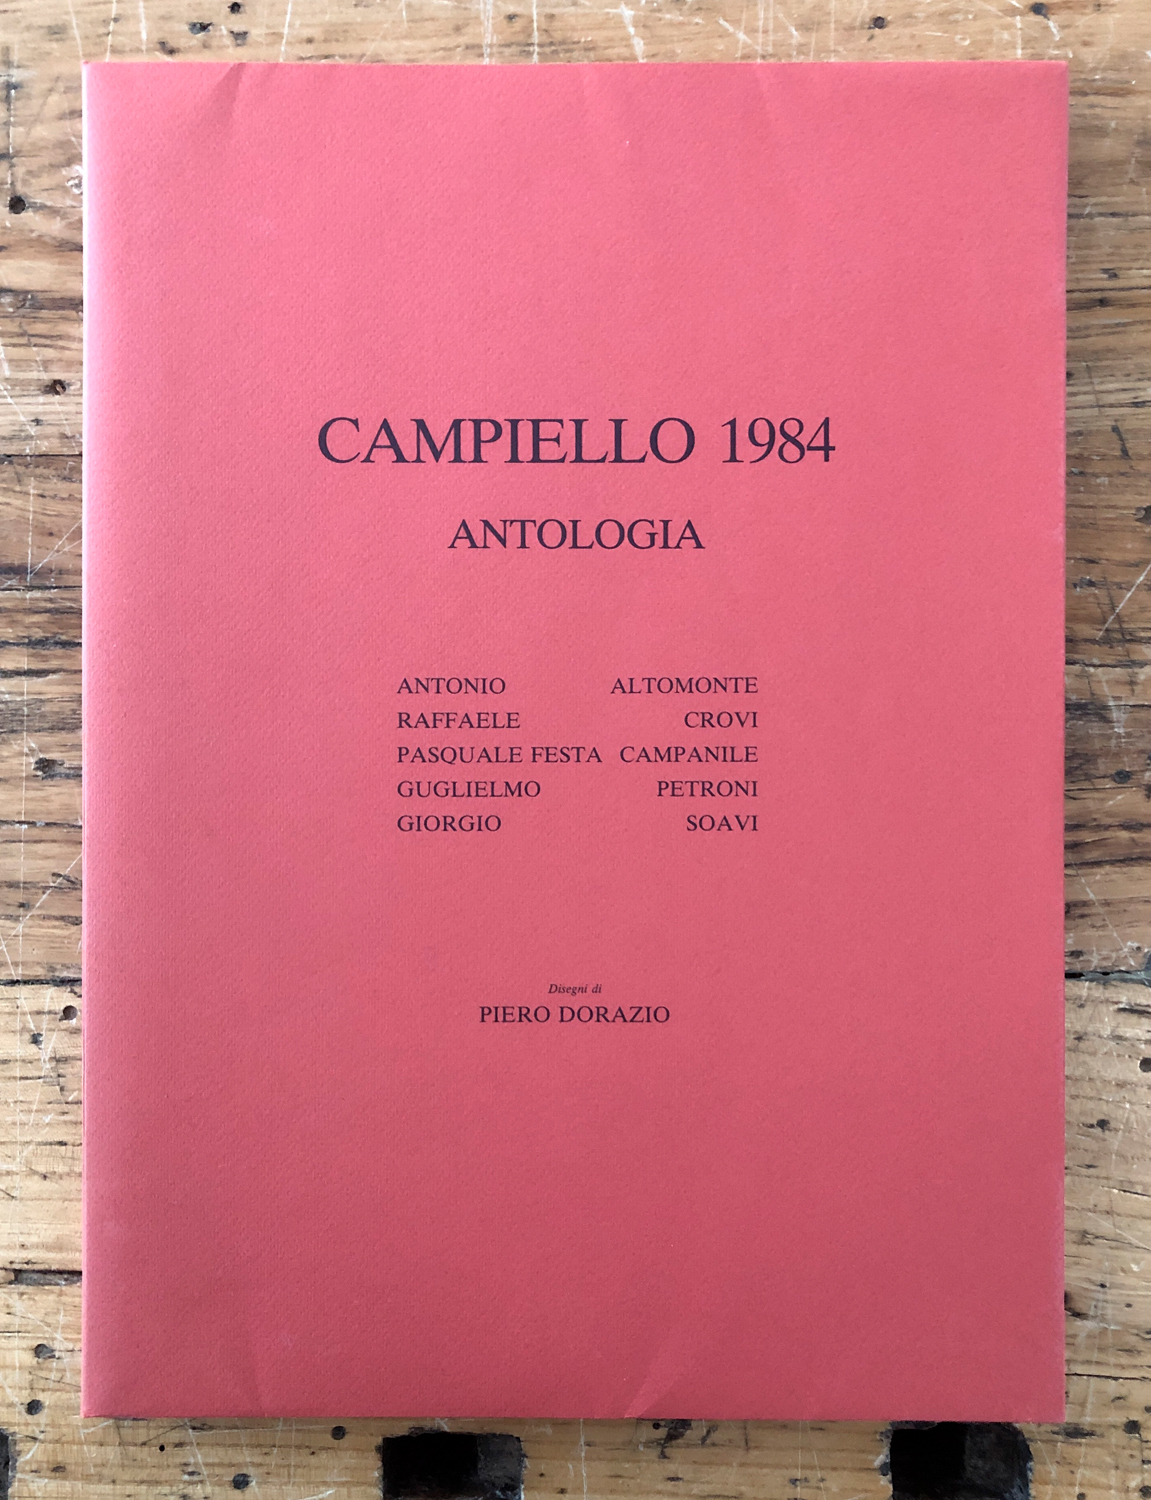 CAMPIELLO 1984
ANTOLOGIA
ANTONIO ALTOMONTE
RAFFAELE CROVI
PASQUALE FESTA CAMPANILE
GUGLIELMO PETRONI
GIORGIO SOAVI
Disegni di
PIERO DORAZIO